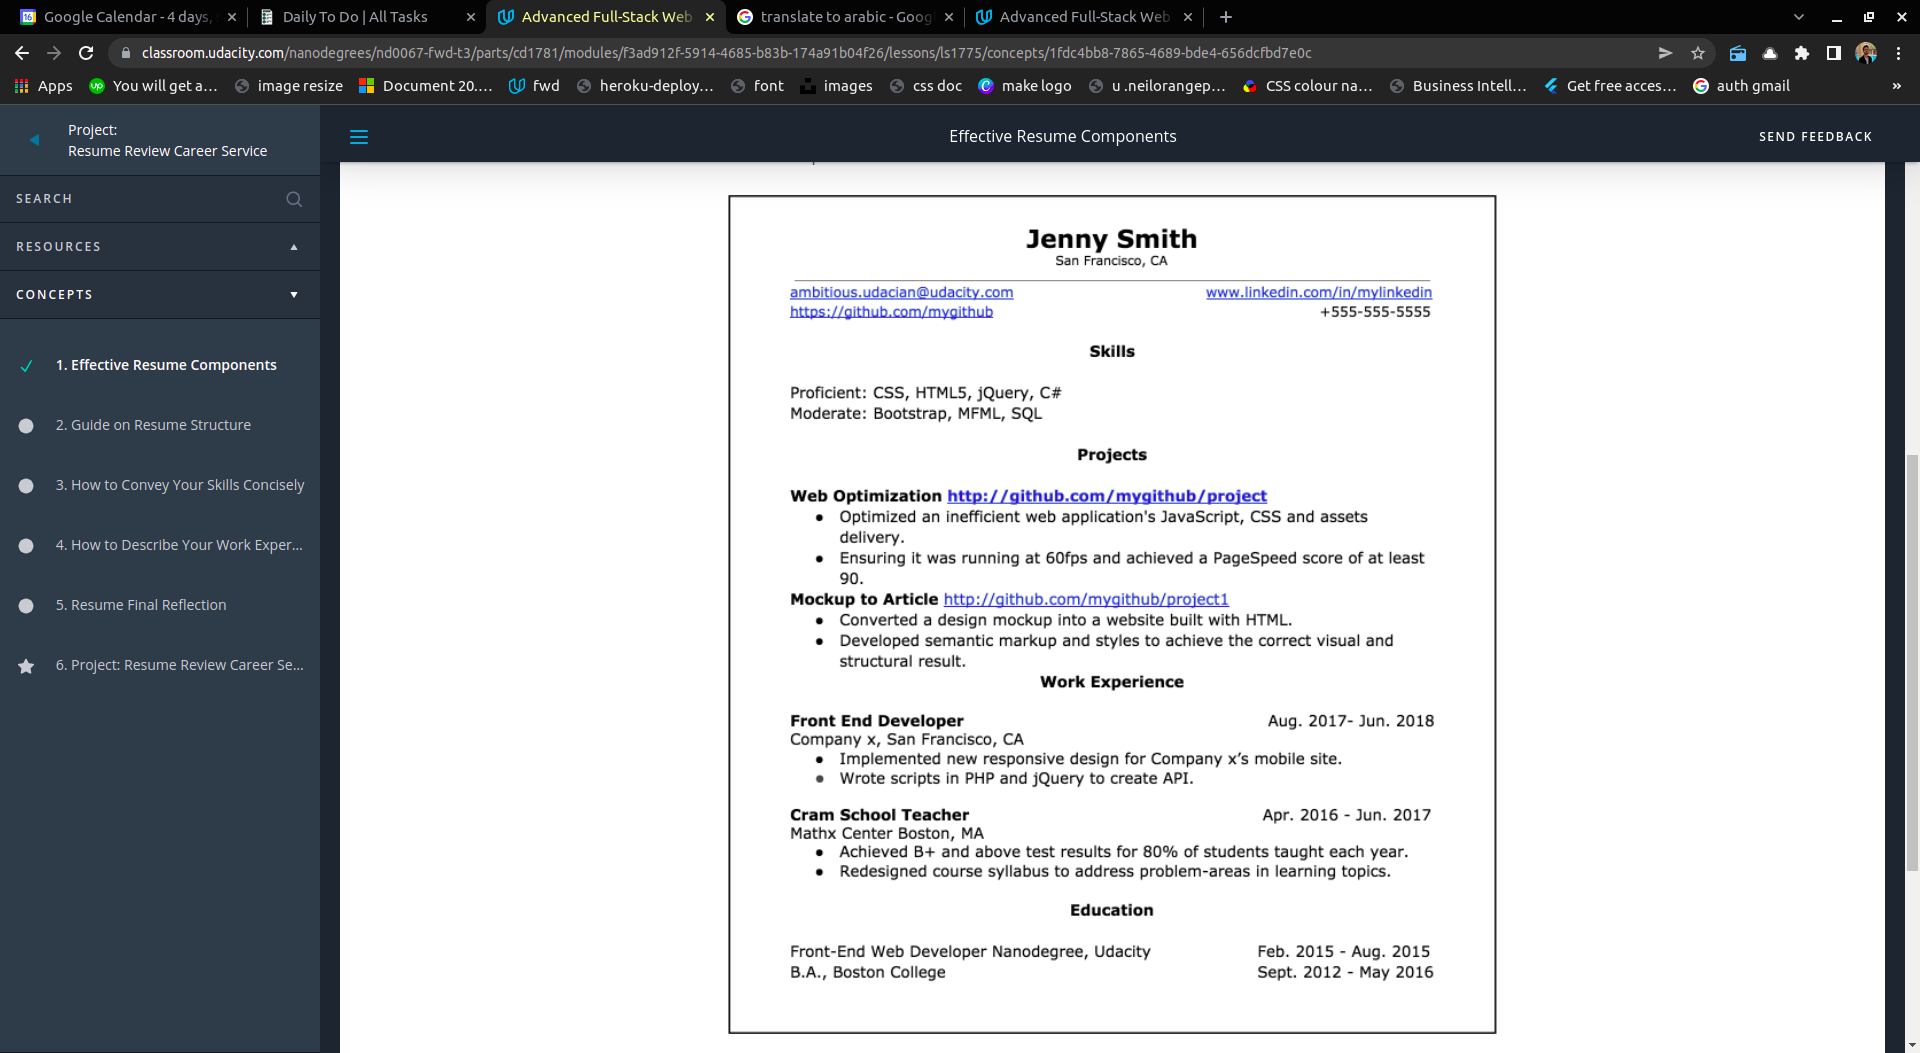 Google Calendar - 4 days,
Daily To Do | All Tasks
Advanced Full-Stack Web
translate to arabic - Goog
Advanced Full-Stack Web
classroom.udacity.com/nanodegrees/nd0067-fwd-t3/parts/cd1781/modules/f3ad912f-5914-4685-b83b-174a91b04f26/lessons/ls1775/concepts/1fdc4bb8-7865-4689-bde4-656dcfbd7e0c
Apps
You will get a...
image resize
Document 20....
fwd
heroku-deploy...
font
images
css doc
make logo
u .neilorangep...
CSS colour na...
Business Intell...
Get free acces...
auth gmail
»
Project:
Resume Review Career Service
Effective Resume Components
SEND FEEDBACK
SEARCH
RESOURCES
CONCEPTS
1. Effective Resume Components
2. Guide on Resume Structure
3. How to Convey Your Skills Concisely
4. How to Describe Your Work Exper...
5. Resume Final Reflection
6. Project: Resume Review Career Se...
Jenny Smith
San Francisco, CA
ambitious.udacian@udacity.com www.linkedin.com/in/mylinkedin
https://github.com/mygithub +555-555-5555
Skills
Proficient: CSS, HTML5, jQuery, C#
Moderate: Bootstrap, MFML, SQL
Projects
Web Optimization http://github.com/mygithub/project
● Optimized an inefficient web application's JavaScript, CSS and assets
delivery.
● Ensuring it was running at 60fps and achieved a PageSpeed score of at least
90.
Mockup to Article http://github.com/mygithub/project1
● Converted a design mockup into a website built with HTML.
● Developed semantic markup and styles to achieve the correct visual and
structural result.
Work Experience
Front End Developer Aug. 2017- Jun. 2018
Company x, San Francisco, CA
● Implemented new responsive design for Company x’s mobile site.
● Wrote scripts in PHP and jQuery to create API.
Cram School Teacher Apr. 2016 - Jun. 2017
Mathx Center Boston, MA
● Achieved B+ and above test results for 80% of students taught each year.
● Redesigned course syllabus to address problem-areas in learning topics.
Education
Front-End Web Developer Nanodegree, Udacity Feb. 2015 - Aug. 2015
B.A., Boston College Sept. 2012 - May 2016